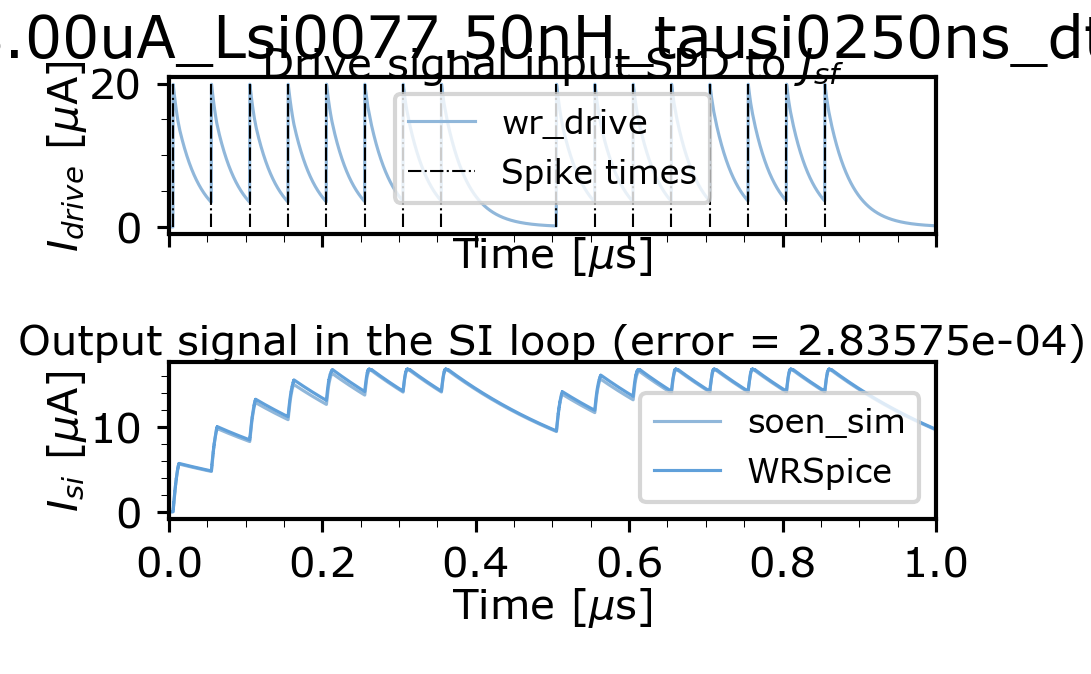 .00uA_Lsi0077.50nH_tausi0250ns_dt
Drive signal input SPD to J_sf
I_drive [μA]
20
0
wr_drive
Spike times
Time [μs]
Output signal in the SI loop (error = 2.83575e-04)
I_si [μA]
10
0
soen_sim
WRSpice
0.0 0.2 0.4 0.6 0.8 1.0
Time [μs]